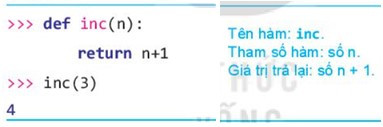 >>> def inc(n):
return n+1
>>> inc(3)
4
Tên hàm: inc.
Tham số hàm: số n.
Giá trị trả lại: số n + 1.